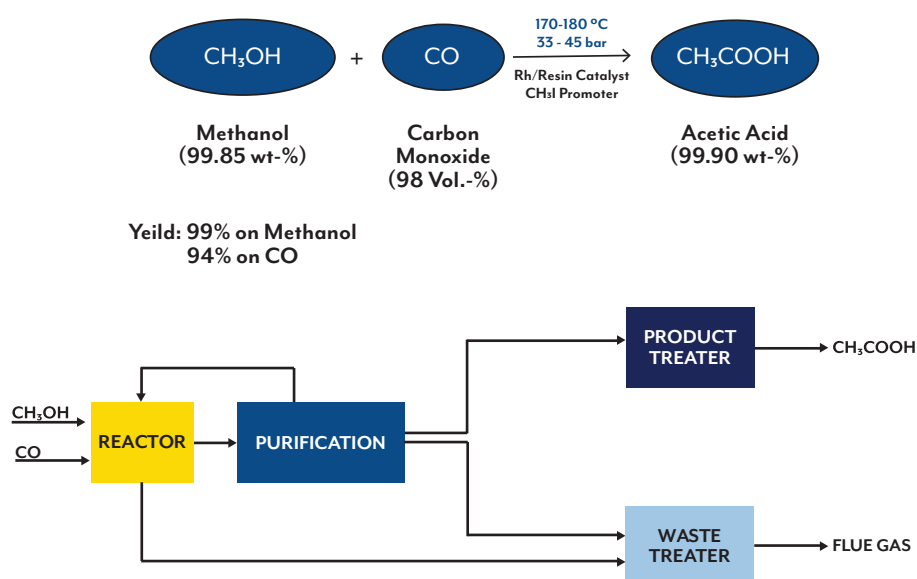 CH₃OH + CO
170-180 °C
33 - 45 bar
Rh/Resin Catalyst
CH3I Promoter
CH₃COOH
Methanol
(99.85 wt-%)
Carbon
Monoxide
(98 Vol.-%)
Acetic Acid
(99.90 wt-%)
Yeild: 99% on Methanol
94% on CO
PRODUCT
TREATER
CH₃COOH
CH₃OH
CO
REACTOR
PURIFICATION
WASTE
TREATER
FLUE GAS